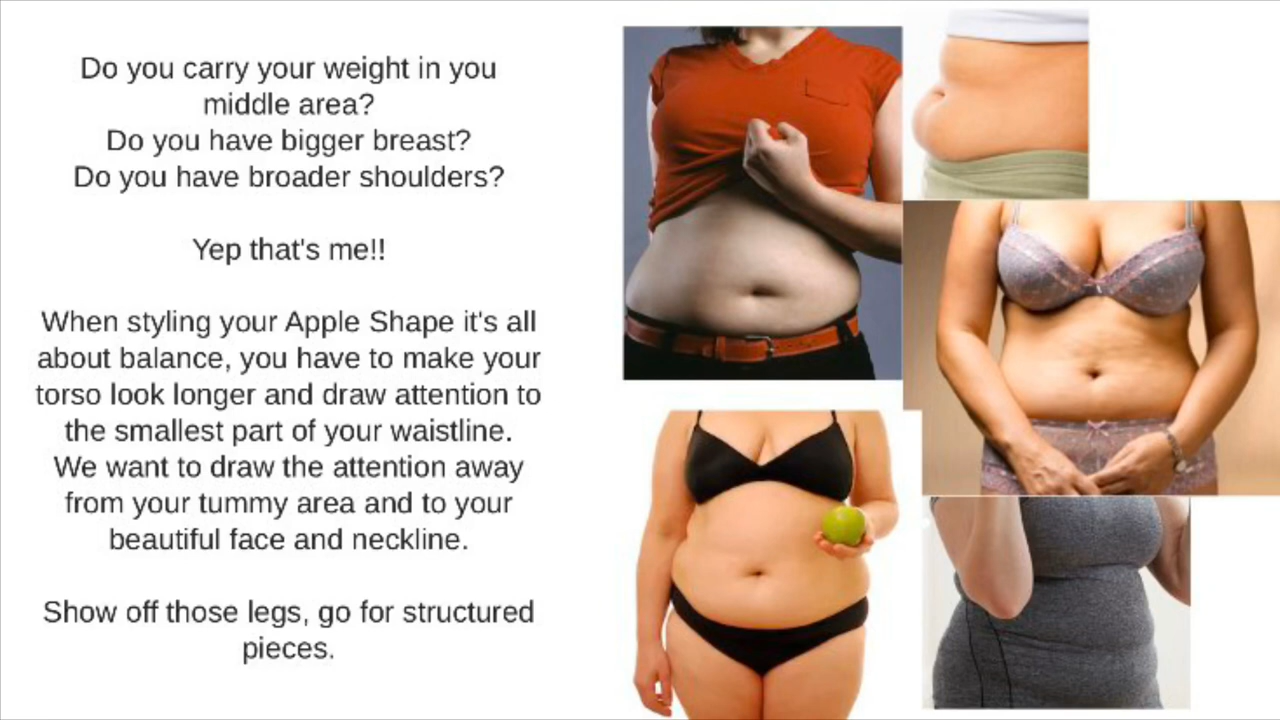 Do you carry your weight in you
middle area?
Do you have bigger breast?
Do you have broader shoulders?
Yep that's me!!
When styling your Apple Shape it's all
about balance, you have to make your
torso look longer and draw attention to
the smallest part of your waistline.
We want to draw the attention away
from your tummy area and to your
beautiful face and neckline.
Show off those legs, go for structured
pieces.